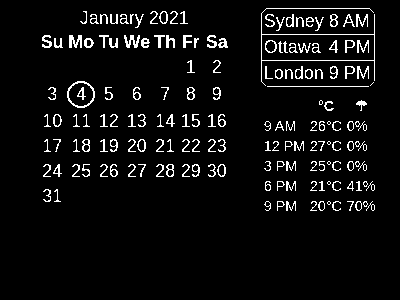 January 2021
Su Mo Tu We Th Fr Sa
1 2
3 4 5 6 7 8 9
10 11 12 13 14 15 16
17 18 19 20 21 22 23
24 25 26 27 28 29 30
31
Sydney 8 AM
Ottawa 4 PM
London 9 PM
°C ☂
9 AM 26°C 0%
12 PM 27°C 0%
3 PM 25°C 0%
6 PM 21°C 41%
9 PM 20°C 70%